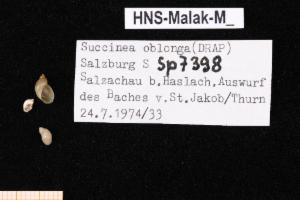 HNS-Malak-M_
Succinea oblonga(DRAP)
Salzburg S Sp7398
Salzachau b.Haslach,Auswurf
des Baches v.St.Jakob/Thurn
24.7.1974/33